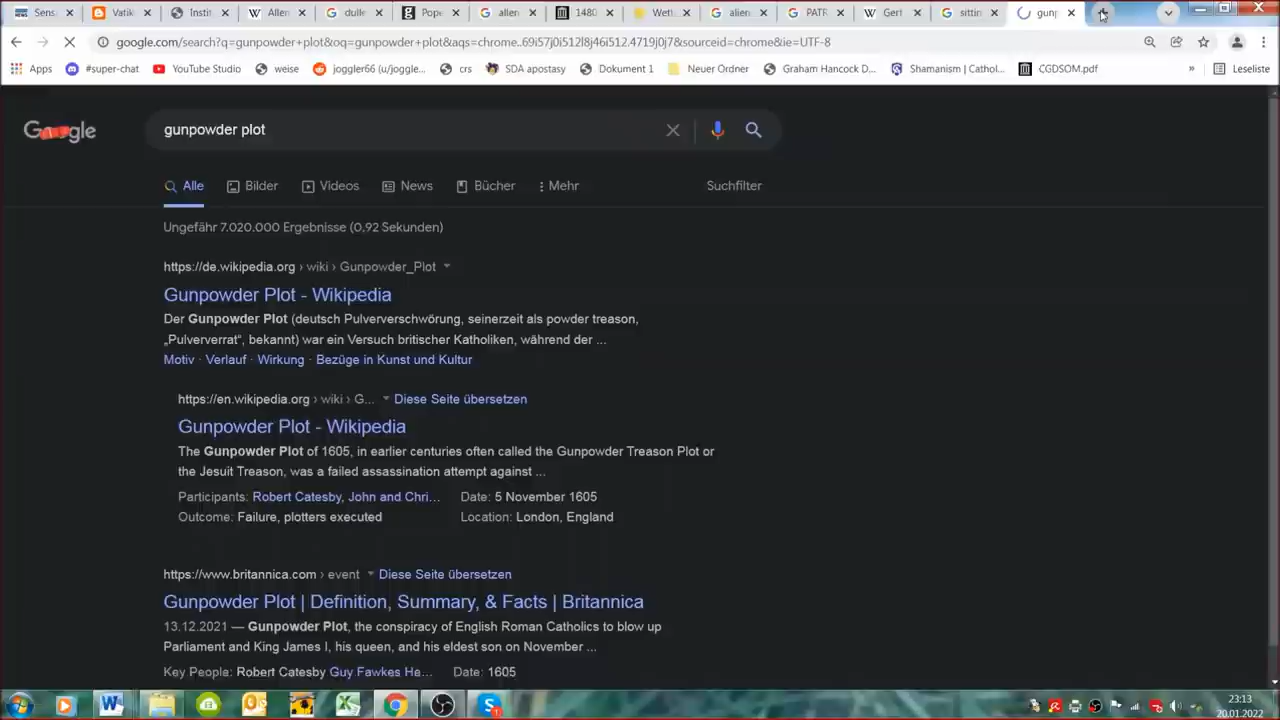 Sens
Vatik
Instit
Allen
dulle
Pope
allen
1480
Wett
alien
PATR
Gert
sittin
gunp
google.com/search?q=gunpowder+plot&oq=gunpowder+plot&aqs=chrome..69i57j0i512l8j46i512.4719j0j7&sourceid=chrome&ie=UTF-8
Apps
#super-chat
YouTube Studio
weise
joggler66 (u/joggle...
crs
SDA apostasy
Dokument 1
Neuer Ordner
Graham Hancock D...
Shamanism | Cathol...
CGDSOM.pdf
»
Leseliste
Google
gunpowder plot
Alle
Bilder
Videos
News
Bücher
Mehr
Suchfilter
Ungefähr 7.020.000 Ergebnisse (0,92 Sekunden)
https://de.wikipedia.org › wiki › Gunpowder_Plot
Gunpowder Plot - Wikipedia
Der Gunpowder Plot (deutsch Pulververschwörung, seinerzeit als powder treason,
„Pulververrat“, bekannt) war ein Versuch britischer Katholiken, während der ...
Motiv · Verlauf · Wirkung · Bezüge in Kunst und Kultur
https://en.wikipedia.org › wiki › G... Diese Seite übersetzen
Gunpowder Plot - Wikipedia
The Gunpowder Plot of 1605, in earlier centuries often called the Gunpowder Treason Plot or
the Jesuit Treason, was a failed assassination attempt against ...
Participants: Robert Catesby, John and Chri... Date: 5 November 1605
Outcome: Failure, plotters executed Location: London, England
https://www.britannica.com › event Diese Seite übersetzen
Gunpowder Plot | Definition, Summary, & Facts | Britannica
13.12.2021 — Gunpowder Plot, the conspiracy of English Roman Catholics to blow up
Parliament and King James I, his queen, and his eldest son on November ...
Key People: Robert Catesby Guy Fawkes He... Date: 1605
23:13
20.01.2022